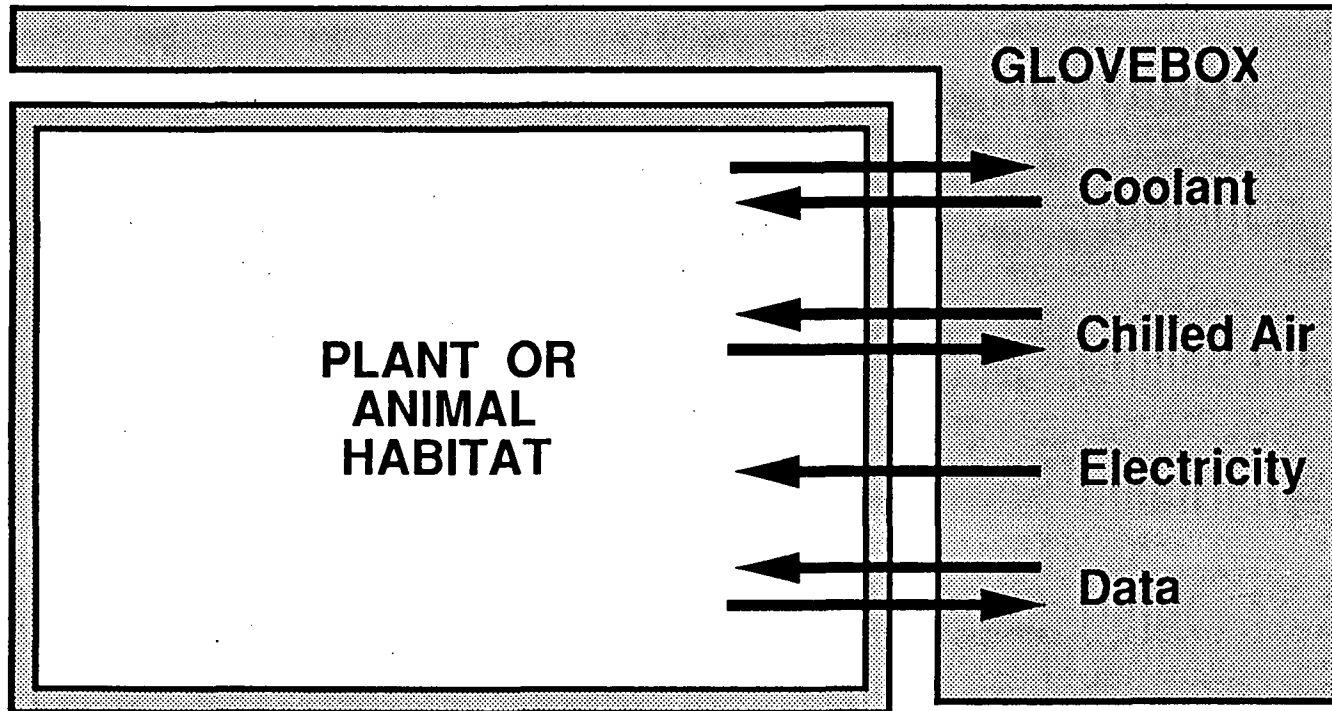 GLOVEBOX
Coolant
Chilled Air
PLANT OR
ANIMAL
HABITAT
Electricity
Data